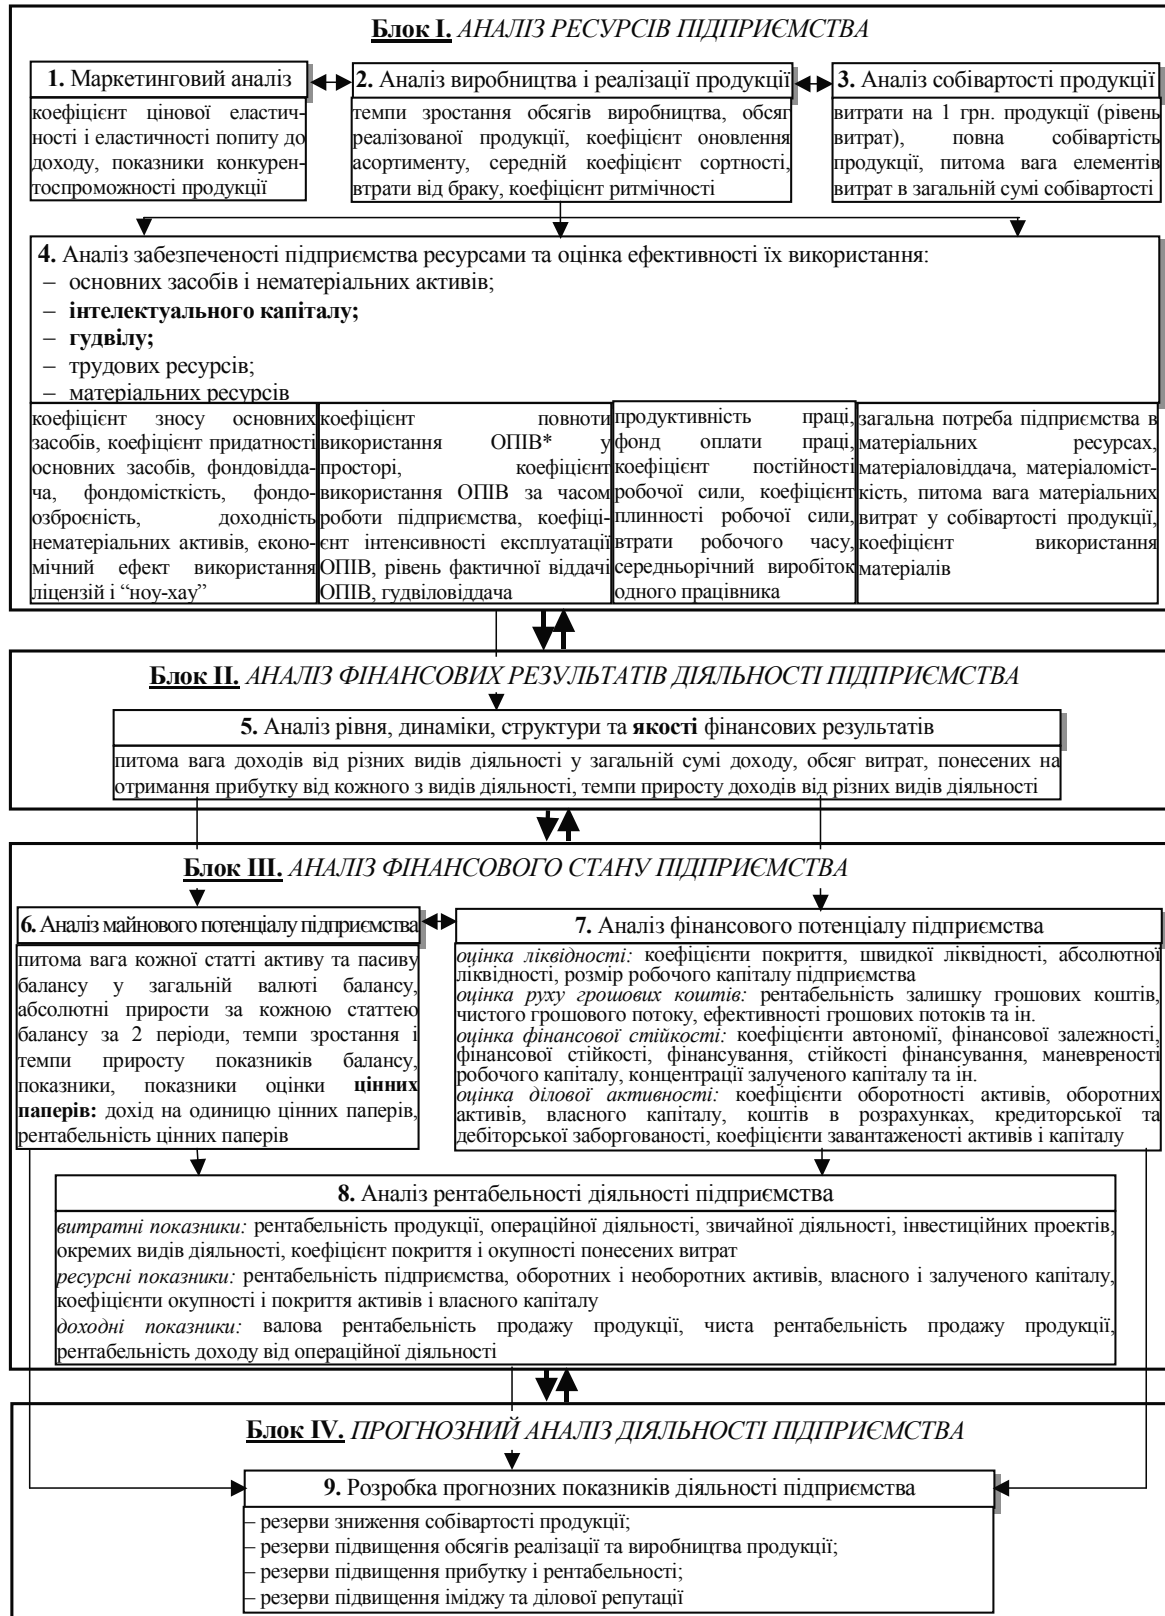 Блок І. АНАЛІЗ РЕСУРСІВ ПІДПРИЄМСТВА
1. Маркетинговий аналіз
коефіцієнт цінової еластич-
ності і еластичності попиту до
доходу, показники конкурен-
тоспроможності продукції
2. Аналіз виробництва і реалізації продукції
темпи зростання обсягів виробництва, обсяг
реалізованої продукції, коефіцієнт оновлення
асортименту, середній коефіцієнт сортності,
втрати від браку, коефіцієнт ритмічності
3. Аналіз собівартості продукції
витрати на 1 грн. продукції (рівень
витрат), повна собівартість
продукції, питома вага елементів
витрат в загальній сумі собівартості
4. Аналіз забезпеченості підприємства ресурсами та оцінка ефективності їх використання:
– основних засобів і нематеріальних активів;
– інтелектуального капіталу;
– гудвілу;
– трудових ресурсів;
– матеріальних ресурсів
коефіцієнт зносу основних
засобів, коефіцієнт придатності
основних засобів, фондовідда-
ча, фондомісткість, фондо-
озброєність, доходність
нематеріальних активів, еконо-
мічний ефект використання
ліцензій і “ноу-хау”
коефіцієнт повноти
використання ОПІВ* у
просторі, коефіцієнт
використання ОПІВ за часом
роботи підприємства, коефіці-
єнт інтенсивності експлуатації
ОПІВ, рівень фактичної віддачі
ОПІВ, гудвіловіддача
продуктивність праці,
фонд оплати праці,
коефіцієнт постійності
робочої сили, коефіцієнт
плинності робочої сили,
втрати робочого часу,
середньорічний виробіток
одного працівника
загальна потреба підприємства в
матеріальних ресурсах,
матеріаловіддача, матеріаломіст-
кість, питома вага матеріальних
витрат у собівартості продукції,
коефіцієнт використання
матеріалів
Блок ІІ. АНАЛІЗ ФІНАНСОВИХ РЕЗУЛЬТАТІВ ДІЯЛЬНОСТІ ПІДПРИЄМСТВА
5. Аналіз рівня, динаміки, структури та якості фінансових результатів
питома вага доходів від різних видів діяльності у загальній сумі доходу, обсяг витрат, понесених на
отримання прибутку від кожного з видів діяльності, темпи приросту доходів від різних видів діяльності
Блок ІІІ. АНАЛІЗ ФІНАНСОВОГО СТАНУ ПІДПРИЄМСТВА
6. Аналіз майнового потенціалу підприємства
питома вага кожної статті активу та пасиву
балансу у загальній валюті балансу,
абсолютні прирости за кожною статтею
балансу за 2 періоди, темпи зростання і
темпи приросту показників балансу,
показники, показники оцінки цінних
паперів: дохід на одиницю цінних паперів,
рентабельність цінних паперів
7. Аналіз фінансового потенціалу підприємства
оцінка ліквідності: коефіцієнти покриття, швидкої ліквідності, абсолютної
ліквідності, розмір робочого капіталу підприємства
оцінка руху грошових коштів: рентабельність залишку грошових коштів,
чистого грошового потоку, ефективності грошових потоків та ін.
оцінка фінансової стійкості: коефіцієнти автономії, фінансової залежності,
фінансової стійкості, фінансування, стійкості фінансування, маневреності
робочого капіталу, концентрації залученого капіталу та ін.
оцінка ділової активності: коефіцієнти оборотності активів, оборотних
активів, власного капіталу, коштів в розрахунках, кредиторської та
дебіторської заборгованості, коефіцієнти завантаженості активів і капіталу
8. Аналіз рентабельності діяльності підприємства
витратні показники: рентабельність продукції, операційної діяльності, звичайної діяльності, інвестиційних проектів,
окремих видів діяльності, коефіцієнт покриття і окупності понесених витрат
ресурсні показники: рентабельність підприємства, оборотних і необоротних активів, власного і залученого капіталу,
коефіцієнти окупності і покриття активів і власного капіталу
доходні показники: валова рентабельність продажу продукції, чиста рентабельність продажу продукції,
рентабельність доходу від операційної діяльності
Блок IV. ПРОГНОЗНИЙ АНАЛІЗ ДІЯЛЬНОСТІ ПІДПРИЄМСТВА
9. Розробка прогнозних показників діяльності підприємства
– резерви зниження собівартості продукції;
– резерви підвищення обсягів реалізації та виробництва продукції;
– резерви підвищення прибутку і рентабельності;
– резерви підвищення іміджу та ділової репутації